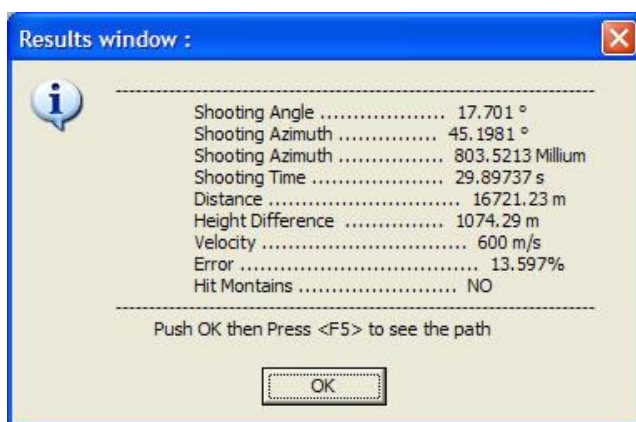 Results window :
Shooting Angle ................... 17.701 °
Shooting Azimuth ............... 45.1981 °
Shooting Azimuth ................ 803.5213 Millium
Shooting Time .................... 29.89737 s
Distance ............................. 16721.23 m
Height Difference ............... 1074.29 m
Velocity ................................ 600 m/s
Error ..................................... 13.597%
Hit Montains ........................ NO
Push OK then Press <F5> to see the path
OK